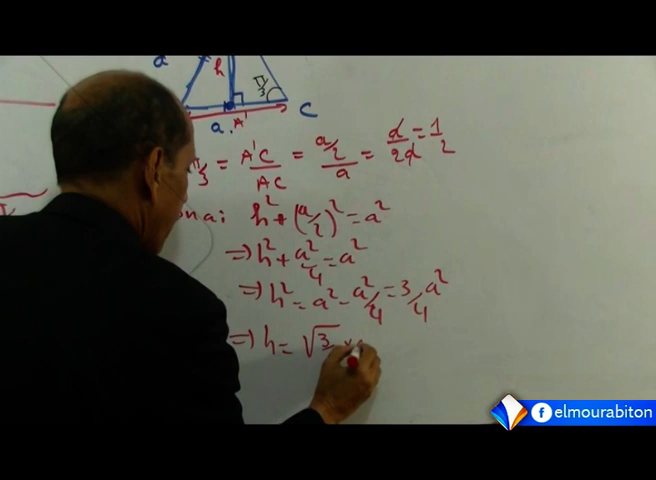 a
h
π/3
a. A' C
π/3 = A'C/AC = (a/2)/a = a/2a = 1/2
on a: h² + (a/2)² = a²
⇒ h² + a²/4 = a²
⇒ h² = a² - a²/4 = 3/4 a²
⇒ h = √3
elmourabiton